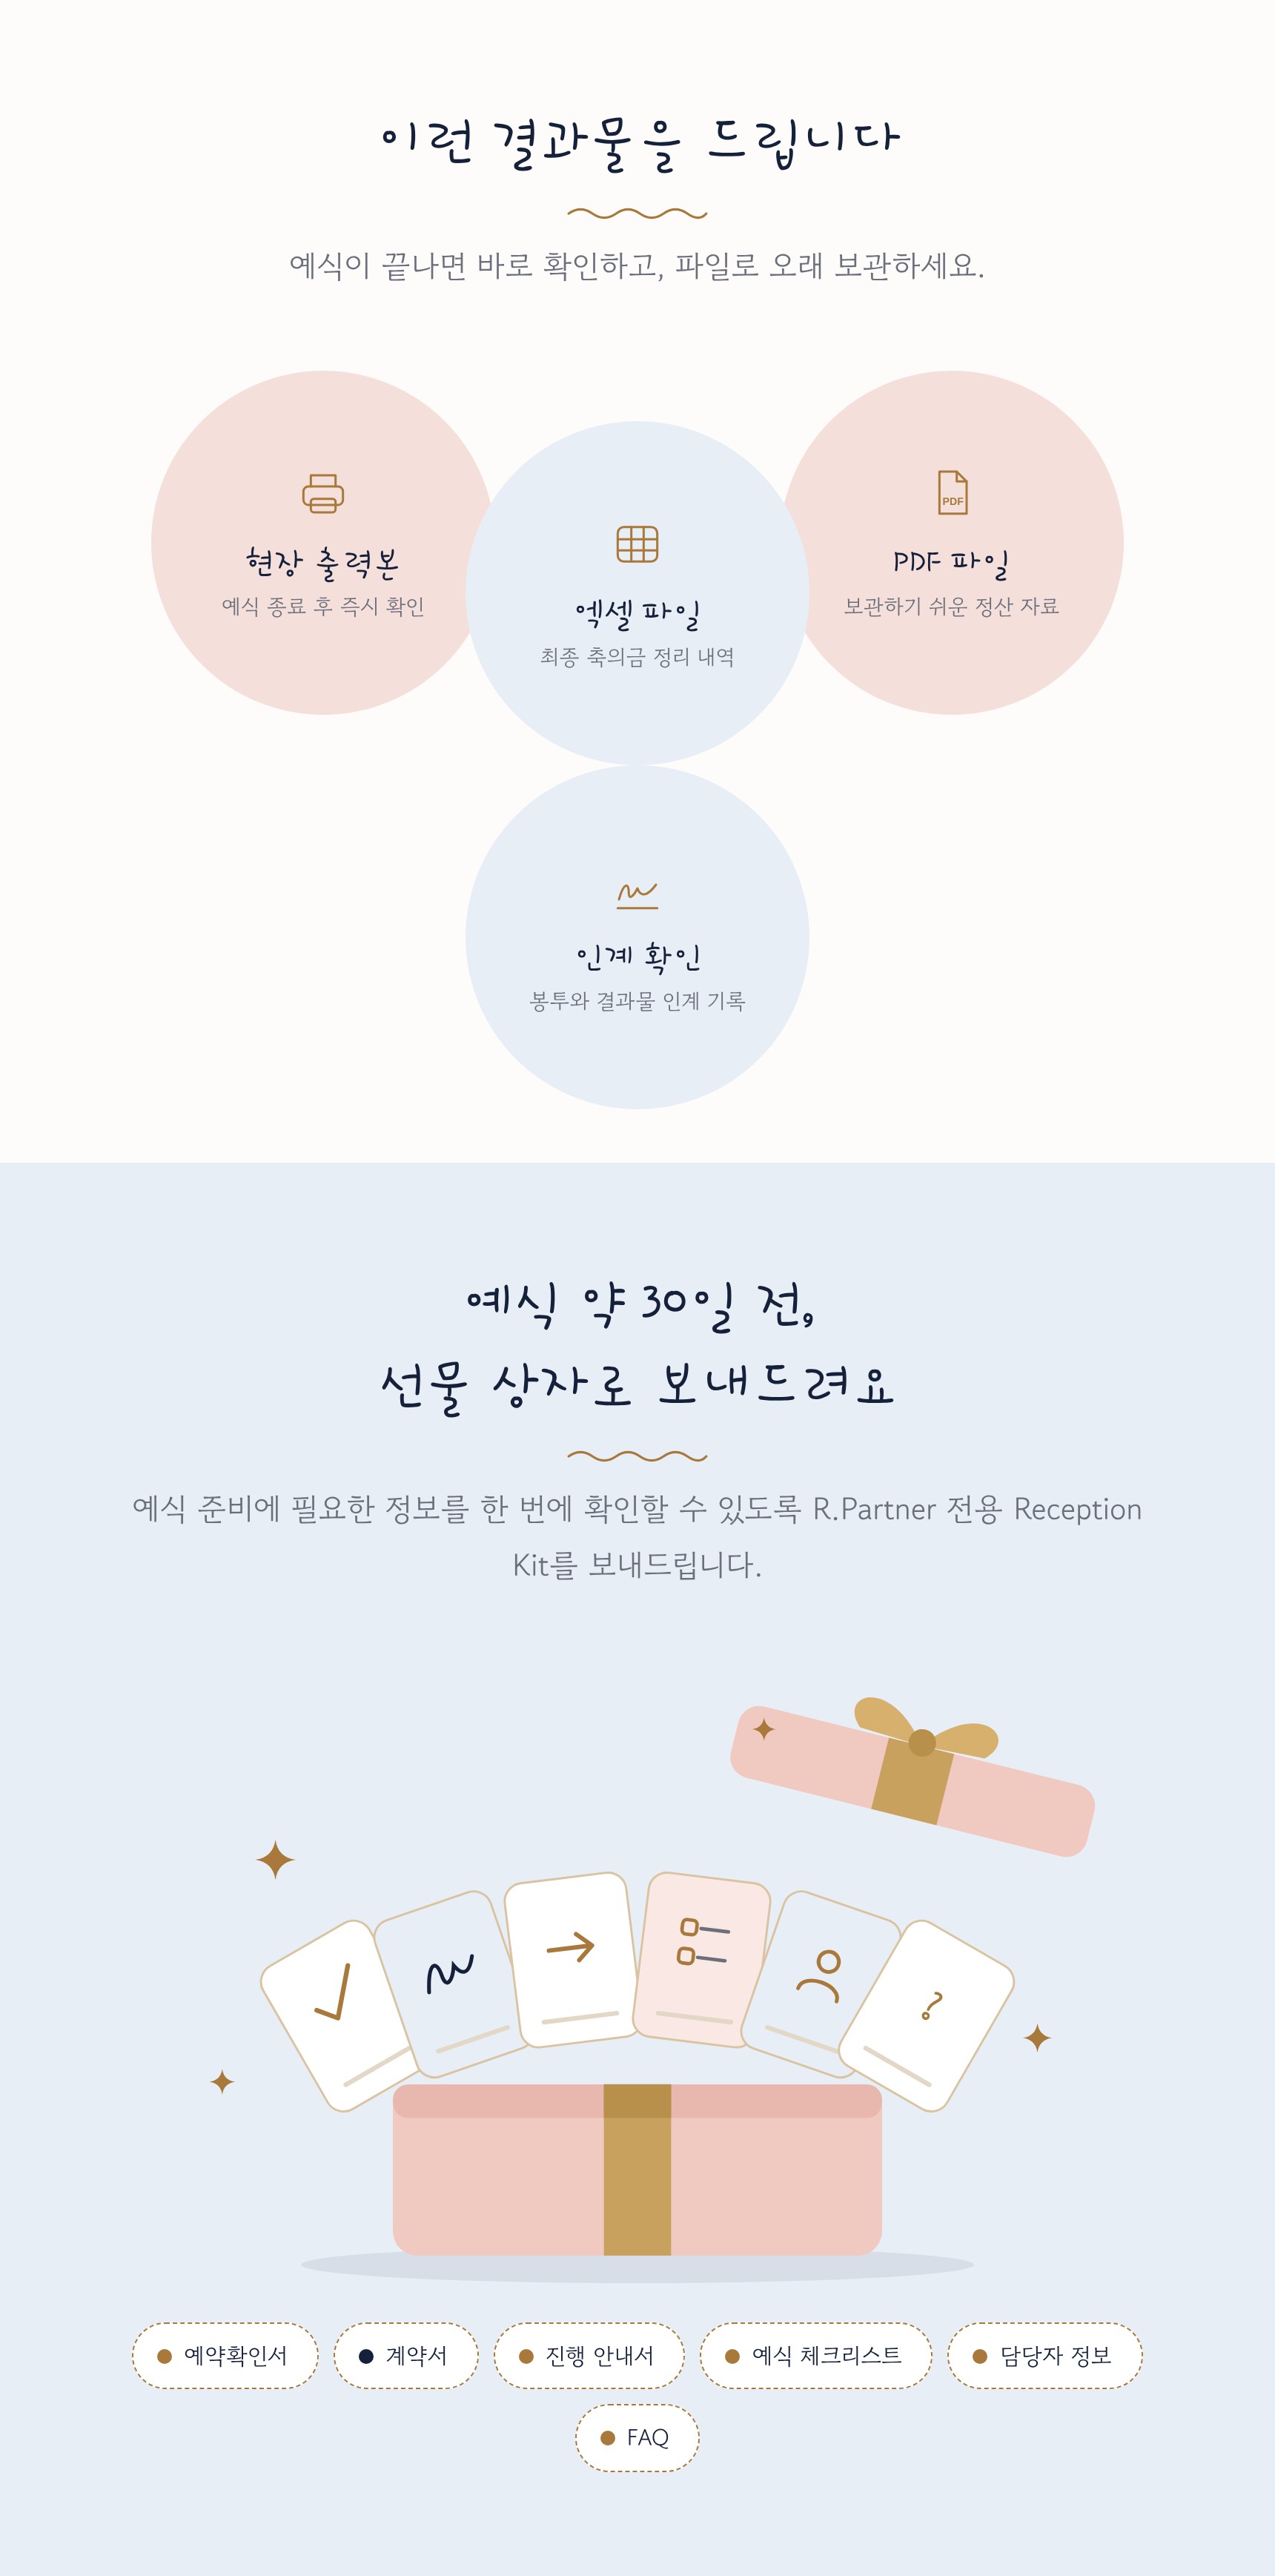 이런 결과물을 드립니다
예식이 끝나면 바로 확인하고, 파일로 오래 보관하세요.
현장 출력본
예식 종료 후 즉시 확인
엑셀 파일
최종 축의금 정리 내역
PDF
PDF 파일
보관하기 쉬운 정산 자료
인계 확인
봉투와 결과물 인계 기록
예식 약 30일 전,
선물 상자로 보내드려요
예식 준비에 필요한 정보를 한 번에 확인할 수 있도록 R.Partner 전용 Reception
Kit를 보내드립니다.
?
예약확인서
계약서
진행 안내서
예식 체크리스트
담당자 정보
FAQ